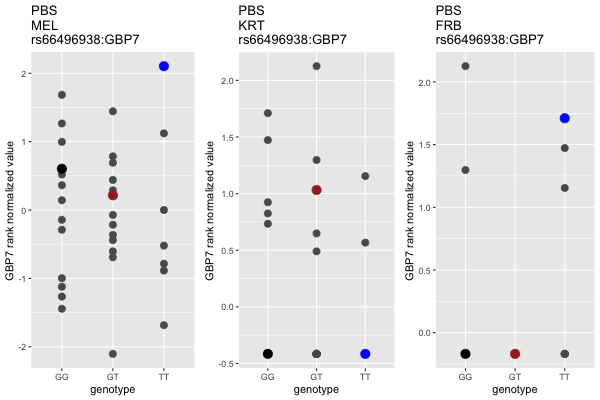 PBS
MEL
rs66496938:GBP7
GBP7 rank normalized value
2
1
0
-1
-2
GG
GT
TT
genotype
PBS
KRT
rs66496938:GBP7
GBP7 rank normalized value
2.0
1.5
1.0
0.5
0.0
-0.5
GG
GT
TT
genotype
PBS
FRB
rs66496938:GBP7
GBP7 rank normalized value
2.0
1.5
1.0
0.5
0.0
GG
GT
TT
genotype